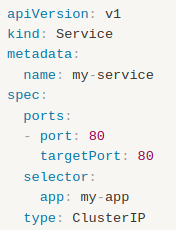 apiVersion: v1
kind: Service
metadata:
  name: my-service
spec:
  ports:
  - port: 80
    targetPort: 80
  selector:
    app: my-app
  type: ClusterIP